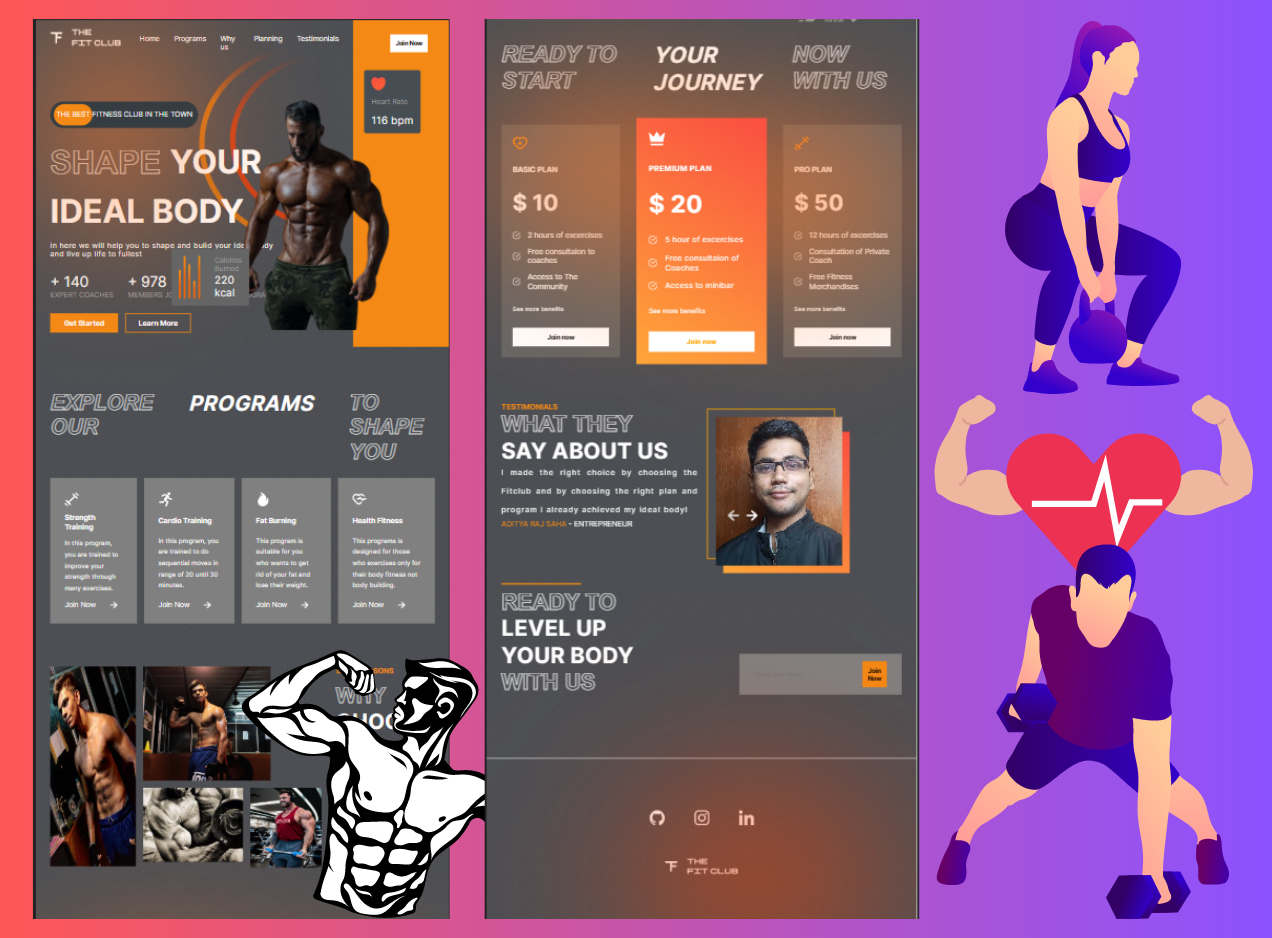 THE
FIT CLUB
Home
Programs
Why
us
Planning
Testimonials
Join Now
Heart Rate
116 bpm
THE BEST FITNESS CLUB IN THE TOWN
SHAPE YOUR
IDEAL BODY
In here we will help you to shape and build your ide dy
and live up life to fullest
Calories
Burned
220
kcal
+ 140
EXPERT COACHES
+ 978
MEMBERS JO
Get Started
Learn More
EXPLORE
OUR
PROGRAMS
TO
SHAPE
YOU
Strength
Training
In this program,
you are trained to
improve your
strength through
many exercises.
Join Now
Cardio Training
In this program, you
are trained to do
sequential moves in
range of 20 until 30
minutes.
Join Now
Fat Burning
This program is
suitable for you
who wants to get
rid of your fat and
lose their weight.
Join Now
Health Fitness
This programs is
designed for those
who exercises only for
their body fitness not
body building.
Join Now
SONS
WHY
READY TO
START
YOUR
JOURNEY
NOW
WITH US
BASIC PLAN
$ 10
2 hours of excercises
Free consultaion to
coaches
Access to The
Community
See more benefits
Join now
PREMIUM PLAN
$ 20
5 hour of excercises
Free consultaion of
Coaches
Access to minibar
See more benefits
Join now
PRO PLAN
$ 50
12 hours of excercises
Consultation of Private
Coach
Free Fitness
Merchandises
See more benefits
Join now
TESTIMONIALS
WHAT THEY
SAY ABOUT US
I made the right choice by choosing the
Fitclub and by choosing the right plan and
program I already achieved my ideal body!
ADITYA RAJ SAHA - ENTREPRENEUR
READY TO
LEVEL UP
YOUR BODY
WITH US
Join
Now
THE
FIT CLUB